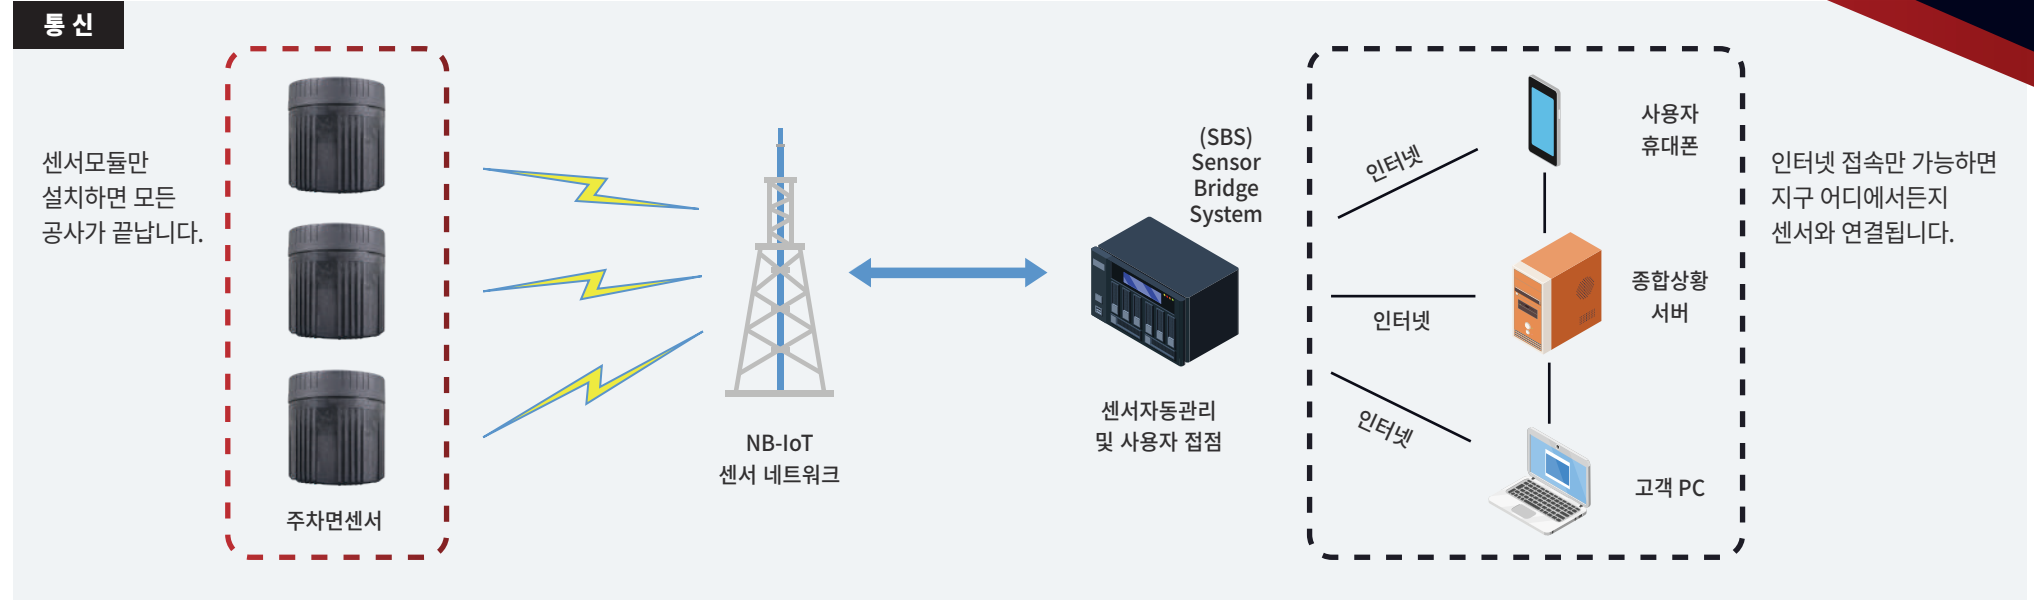 통 신
센서모듈만
설치하면 모든
공사가 끝납니다.
주차면센서
NB-IoT
센서 네트워크
(SBS)
Sensor
Bridge
System
센서자동관리
및 사용자 접점
인터넷
인터넷
인터넷
사용자
휴대폰
종합상황
서버
고객 PC
인터넷 접속만 가능하면
지구 어디에서든지
센서와 연결됩니다.